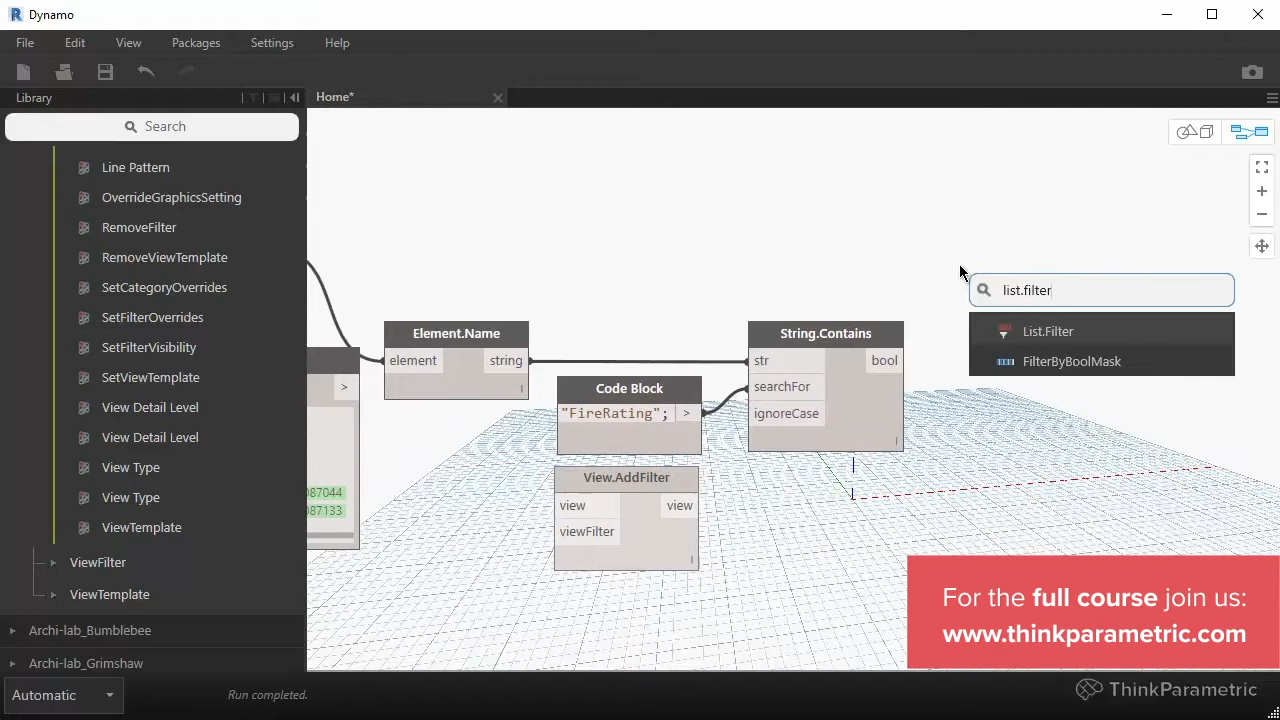 Dynamo
File Edit View Packages Settings Help
Library
Home*
Search
Line Pattern
OverrideGraphicsSetting
RemoveFilter
RemoveViewTemplate
SetCategoryOverrides
SetFilterOverrides
SetFilterVisibility
SetViewTemplate
View Detail Level
View Detail Level
View Type
View Type
ViewTemplate
ViewFilter
ViewTemplate
Archi-lab_Bumblebee
Archi-lab_Grimshaw
>
087044
087133
Element.Name
element string
Code Block
"FireRating"; >
View.AddFilter
view view
viewFilter
String.Contains
str bool
searchFor
ignoreCase
list.filter
List.Filter
FilterByBoolMask
For the full course join us:
www.thinkparametric.com
Automatic
Run completed.
ThinkParametric